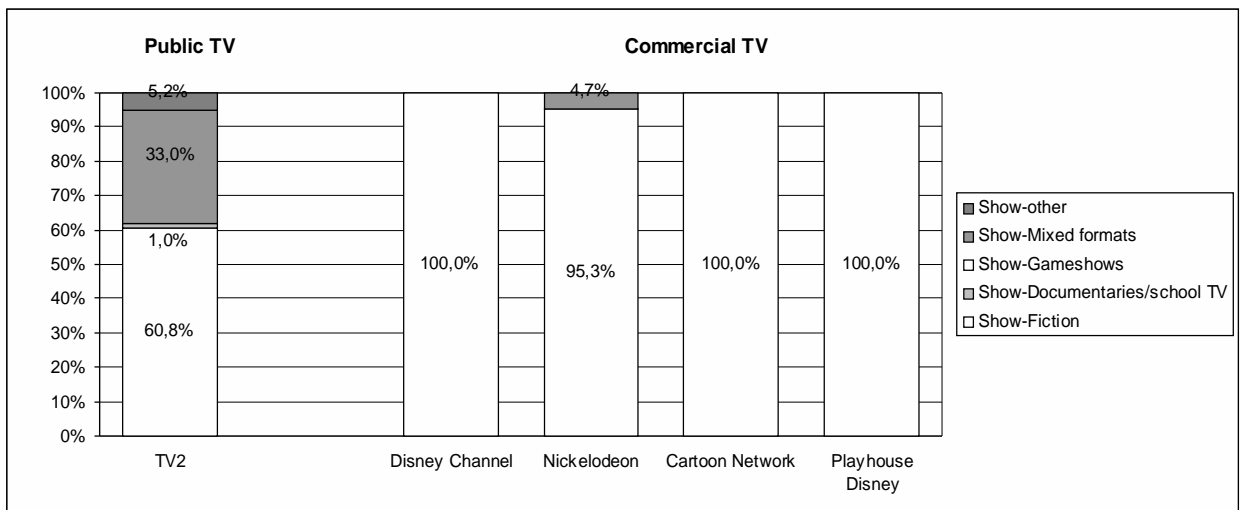 Public TV
Commercial TV
100%
90%
80%
70%
60%
50%
40%
30%
20%
10%
0%
5,2%
33,0%
1,0%
60,8%
100,0%
4,7%
95,3%
100,0%
100,0%
TV2
Disney Channel
Nickelodeon
Cartoon Network
Playhouse
Disney
Show-other
Show-Mixed formats
Show-Gameshows
Show-Documentaries/school TV
Show-Fiction